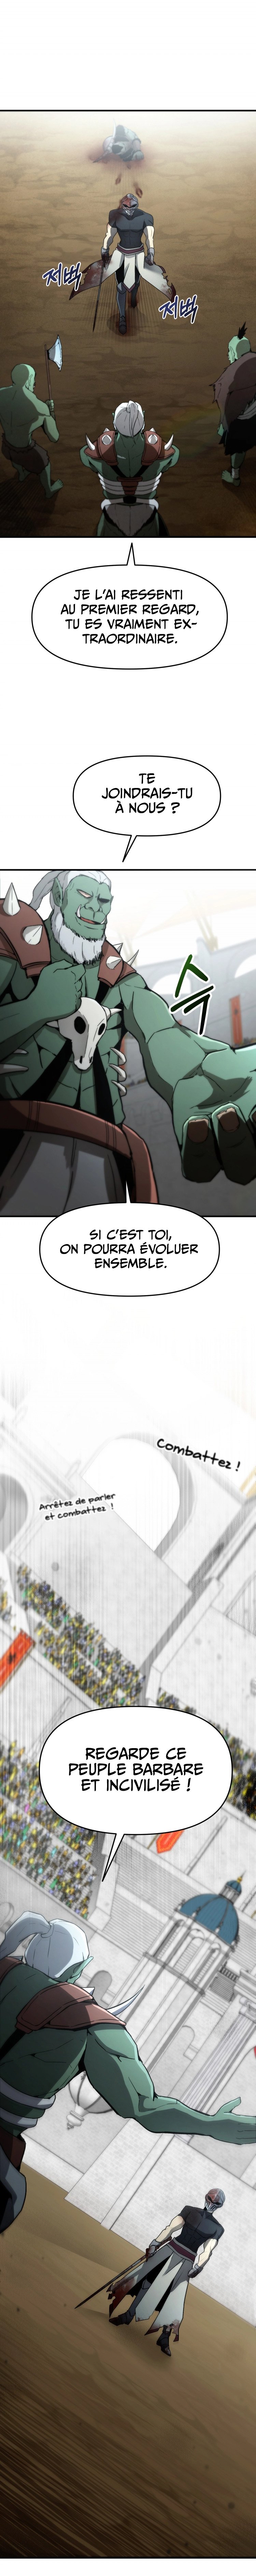 저벅
저벅
JE L'AI RESSENTI
AU PREMIER REGARD,
TU ES VRAIMENT EX-
TRAORDINAIRE.
TE
JOINDRAIS-TU
À NOUS ?
SI C'EST TOI,
ON POURRA ÉVOLUER
ENSEMBLE.
Combattez !
Arrêtez de parler
et combattez !
REGARDE CE
PEUPLE BARBARE
ET INCIVILISÉ !